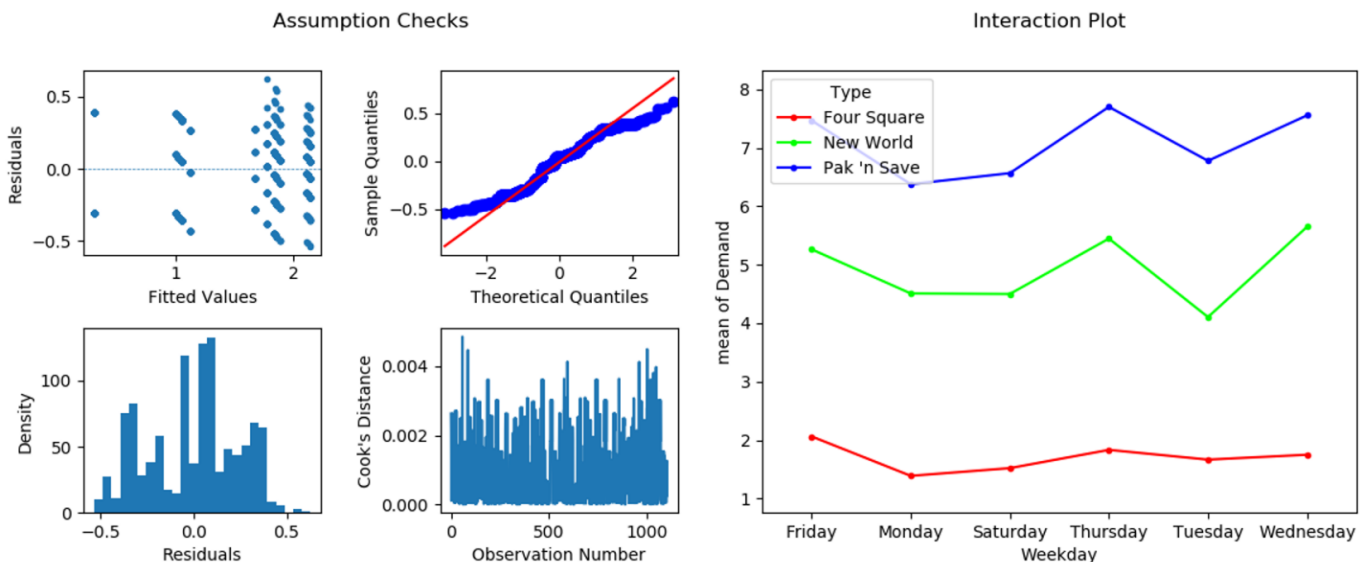 Assumption Checks
Residuals
0.5
0.0
−0.5
1
2
Fitted Values
Sample Quantiles
0.5
0.0
−0.5
−2
0
2
Theoretical Quantiles
Density
100
50
0
−0.5
0.0
0.5
Residuals
Cook's Distance
0.004
0.002
0.000
0
500
1000
Observation Number
Interaction Plot
Type
Four Square
New World
Pak 'n Save
mean of Demand
8
7
6
5
4
3
2
1
Friday
Monday
Saturday
Thursday
Tuesday
Wednesday
Weekday